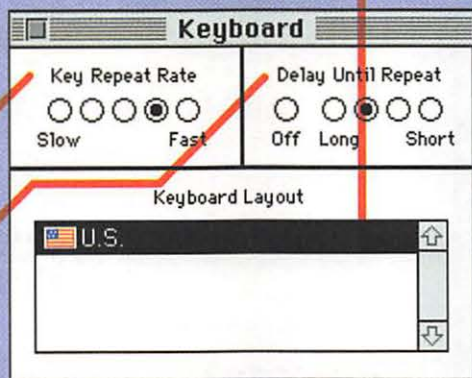 Keyboard
Key Repeat Rate
Slow Fast
Delay Until Repeat
Off Long Short
Keyboard Layout
U.S.